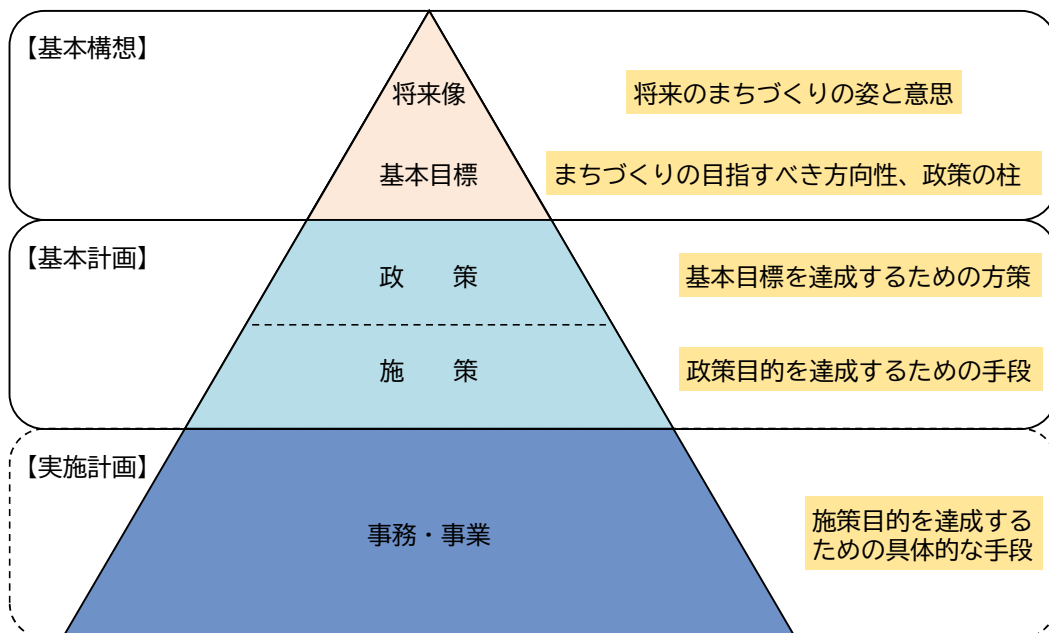 【基本構想】
将来像
将来のまちづくりの姿と意思
基本目標
まちづくりの目指すべき方向性、政策の柱
【基本計画】
政　　策
基本目標を達成するための方策
施　　策
政策目的を達成するための手段
【実施計画】
事務・事業
施策目的を達成する
ための具体的な手段